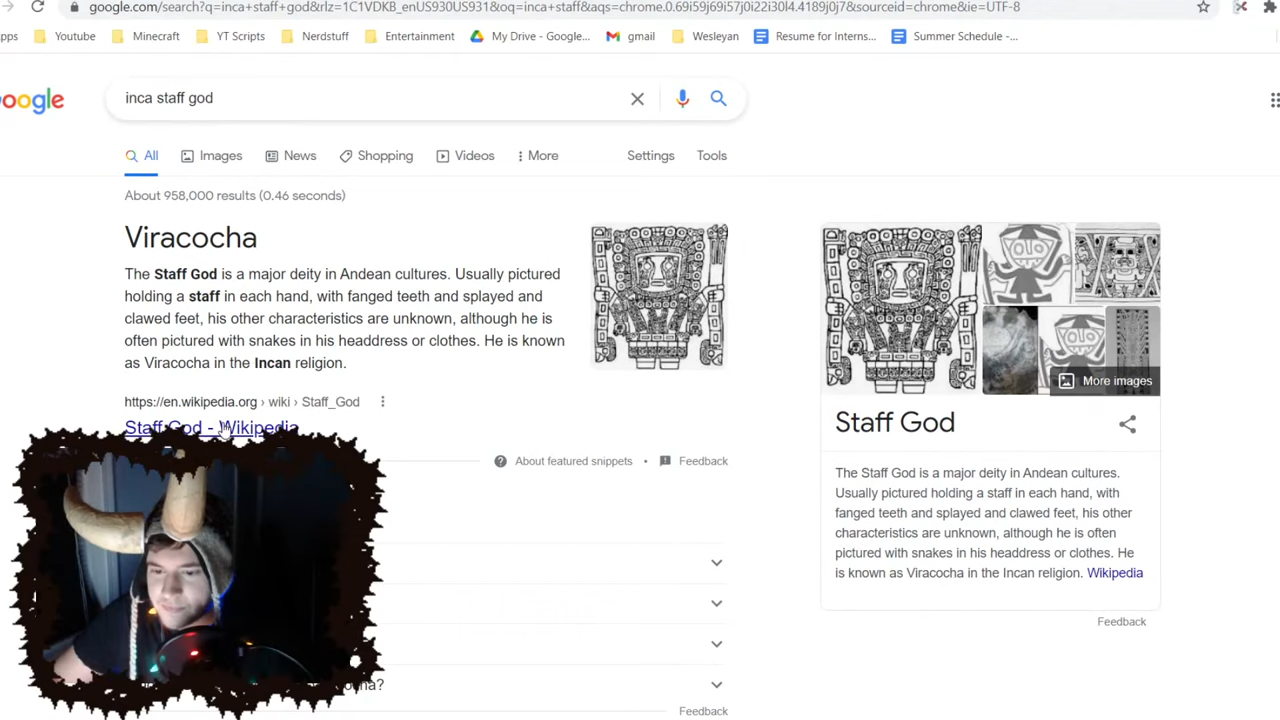 google.com/search?q=inca+staff+god&rlz=1C1VDKB_enUS930US931&oq=inca+staff&aqs=chrome.0.69i59j69i57j0i22i30l4.4189j0j7&sourceid=chrome&ie=UTF-8
Youtube Minecraft YT Scripts Nerdstuff Entertainment My Drive - Google... gmail Wesleyan Resume for Interns... Summer Schedule -...
inca staff god
All Images News Shopping Videos More Settings Tools
About 958,000 results (0.46 seconds)
Viracocha
The Staff God is a major deity in Andean cultures. Usually pictured
holding a staff in each hand, with fanged teeth and splayed and
clawed feet, his other characteristics are unknown, although he is
often pictured with snakes in his headdress or clothes. He is known
as Viracocha in the Incan religion.
https://en.wikipedia.org › wiki › Staff_God
Staff God - Wikipedia
About featured snippets • Feedback
Feedback
More images
Staff God
The Staff God is a major deity in Andean cultures.
Usually pictured holding a staff in each hand, with
fanged teeth and splayed and clawed feet, his other
characteristics are unknown, although he is often
pictured with snakes in his headdress or clothes. He
is known as Viracocha in the Incan religion. Wikipedia
Feedback